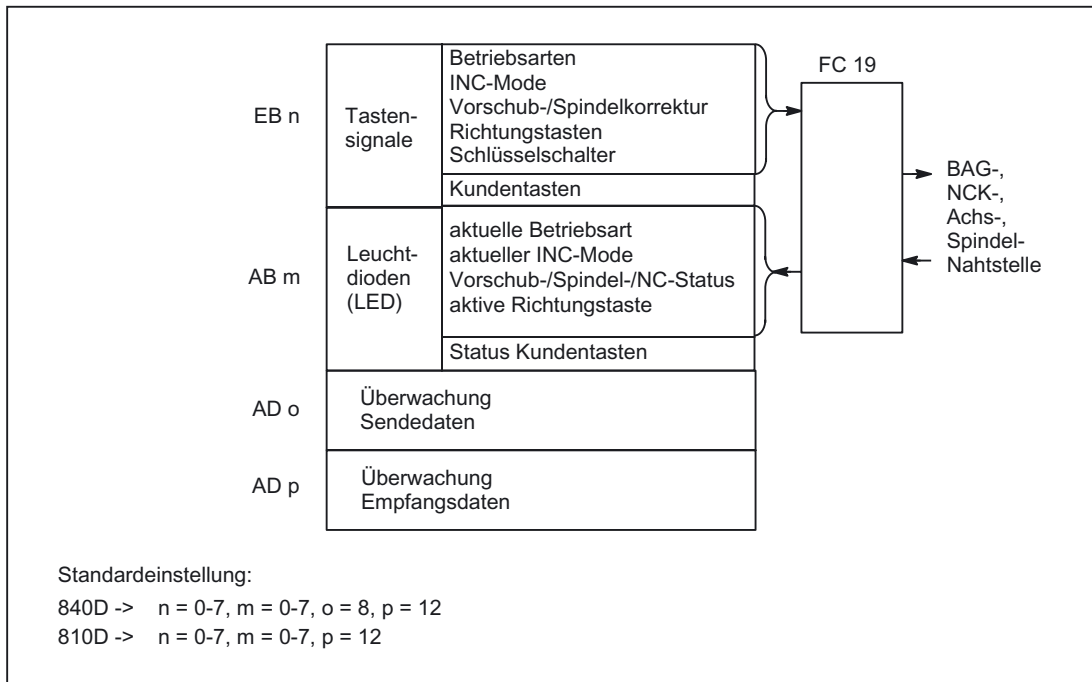 EB n
Tasten-
signale
Betriebsarten
INC-Mode
Vorschub-/Spindelkorrektur
Richtungstasten
Schlüsselschalter
Kundentasten
AB m
Leucht-
dioden
(LED)
aktuelle Betriebsart
aktueller INC-Mode
Vorschub-/Spindel-/NC-Status
aktive Richtungstaste
Status Kundentasten
AD o
Überwachung
Sendedaten
AD p
Überwachung
Empfangsdaten
FC 19
BAG-,
NCK-,
Achs-,
Spindel-
Nahtstelle
Standardeinstellung:
840D -> n = 0-7, m = 0-7, o = 8, p = 12
810D -> n = 0-7, m = 0-7, p = 12